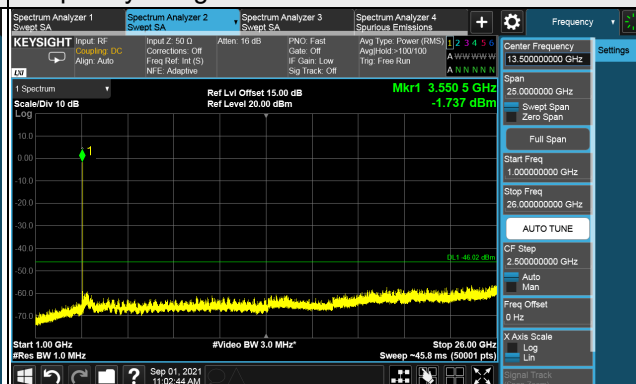 Spectrum Analyzer 1
Swept SA
Spectrum Analyzer 2
Swept SA
Spectrum Analyzer 3
Swept SA
Spectrum Analyzer 4
Spurious Emissions
Frequency
KEYSIGHT
Input: RF
Coupling: DC
Align: Auto
Input Z: 50 Ω
Corrections: Off
Freq Ref: Int (S)
NFE: Adaptive
Atten: 16 dB
PNO: Fast
Gate: Off
IF Gain: Low
Sig Track: Off
Avg Type: Power (RMS)
Avg|Hold:>100/100
Trig: Free Run
1 2 3 4 5 6
A W W W W W
A N N N N N
LXI
1 Spectrum
Scale/Div 10 dB
Log
Ref Lvl Offset 15.00 dB
Ref Level 20.00 dBm
Mkr1 3.550 5 GHz
-1.737 dBm
10.0
0.00
-10.0
-20.0
-30.0
-40.0
-50.0
-60.0
-70.0
1
DL1 -46.02 dBm
Start 1.00 GHz
#Res BW 1.0 MHz
#Video BW 3.0 MHz*
Stop 26.00 GHz
Sweep ~45.8 ms (50001 pts)
Center Frequency
13.500000000 GHz
Settings
Span
25.0000000 GHz
Swept Span
Zero Span
Full Span
Start Freq
1.000000000 GHz
Stop Freq
26.000000000 GHz
AUTO TUNE
CF Step
2.500000000 GHz
Auto
Man
Freq Offset
0 Hz
X Axis Scale
Log
Lin
Signal Track
?
Sep 01, 2021
11:02:44 AM